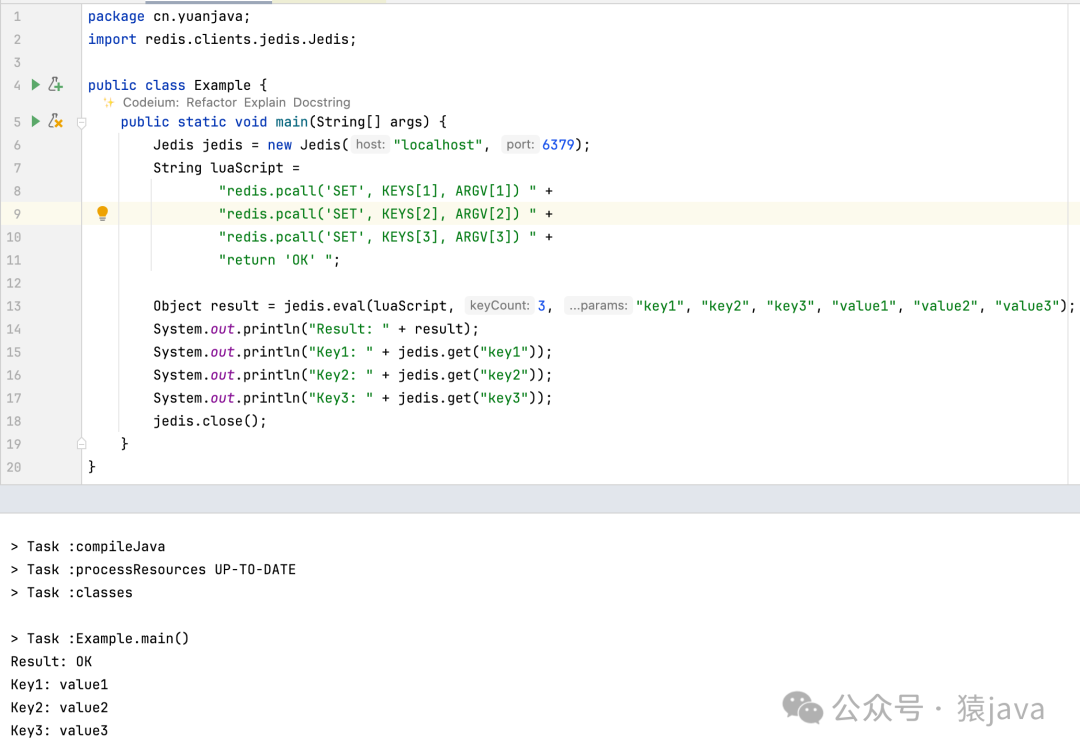 1 package cn.yuanjava;
2 import redis.clients.jedis.Jedis;
3
4 public class Example {
Codeium: Refactor Explain Docstring
5 public static void main(String[] args) {
6 Jedis jedis = new Jedis( host: "localhost", port: 6379);
7 String luaScript =
8 "redis.pcall('SET', KEYS[1], ARGV[1]) " +
9 "redis.pcall('SET', KEYS[2], ARGV[2]) " +
10 "redis.pcall('SET', KEYS[3], ARGV[3]) " +
11 "return 'OK' ";
12
13 Object result = jedis.eval(luaScript, keyCount: 3, ...params: "key1", "key2", "key3", "value1", "value2", "value3");
14 System.out.println("Result: " + result);
15 System.out.println("Key1: " + jedis.get("key1"));
16 System.out.println("Key2: " + jedis.get("key2"));
17 System.out.println("Key3: " + jedis.get("key3"));
18 jedis.close();
19 }
20 }
> Task :compileJava
> Task :processResources UP-TO-DATE
> Task :classes
> Task :Example.main()
Result: OK
Key1: value1
Key2: value2
Key3: value3
公众号 · 猿java